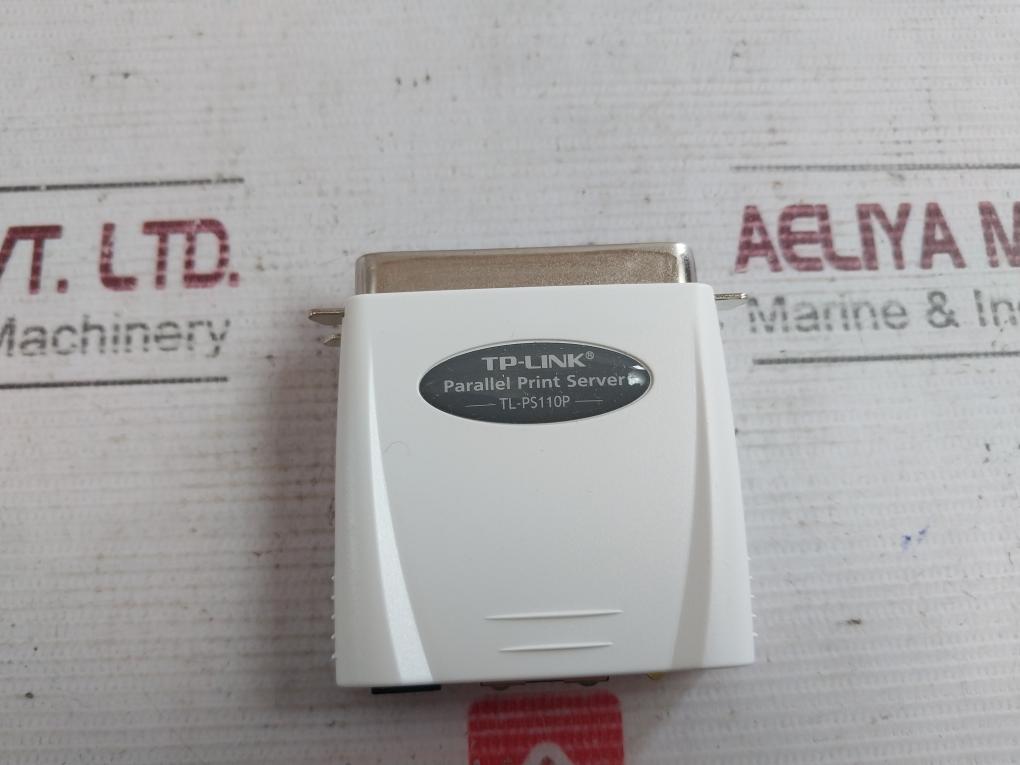 VT. LTD.
Machinery
AELIYA M
Marine & In
TP-LINK®
Parallel Print Server
TL-PS110P